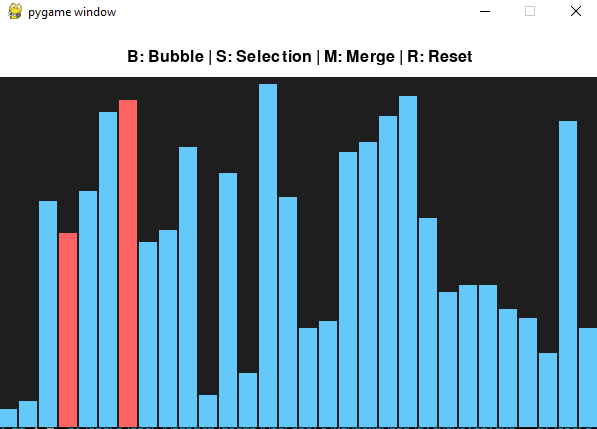 pygame window
B: Bubble | S: Selection | M: Merge | R: Reset